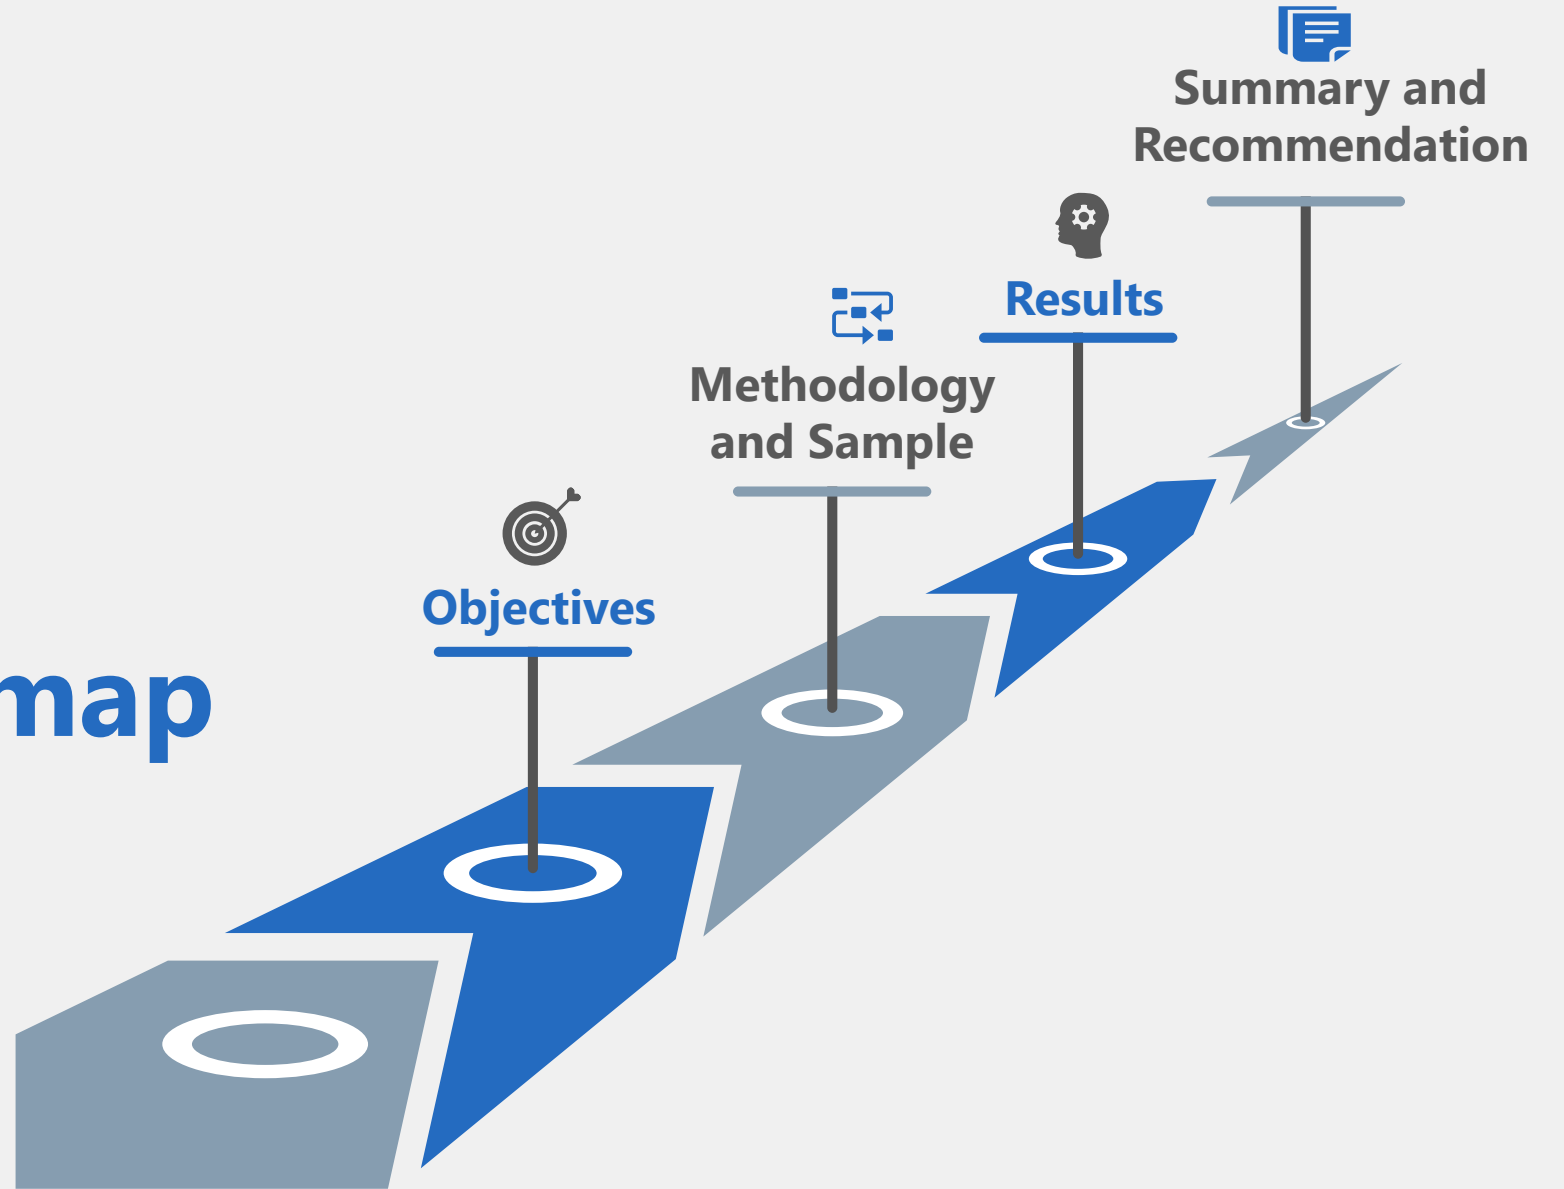 Summary and
Recommendation
Results
Methodology
and Sample
Objectives
map